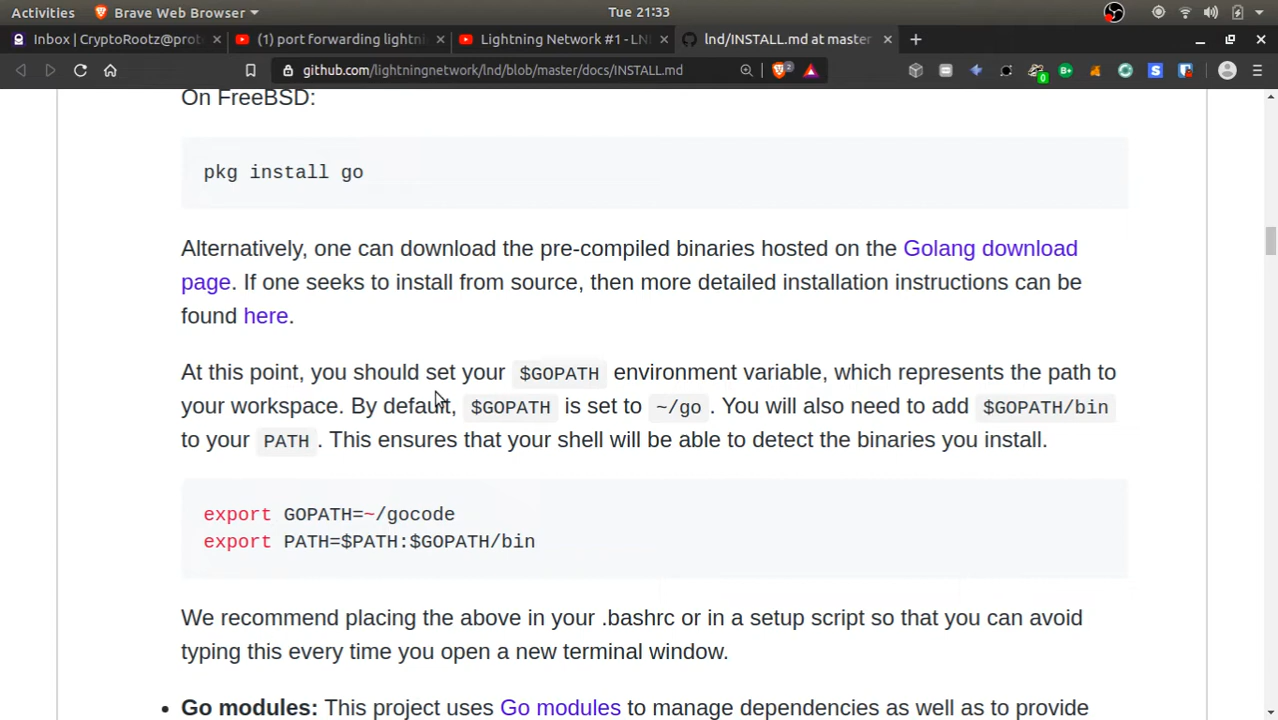 Activities Brave Web Browser Tue 21:33
Inbox | CryptoRootz@prot (1) port forwarding lightni Lightning Network #1 - LNI lnd/INSTALL.md at master
github.com/lightningnetwork/lnd/blob/master/docs/INSTALL.md 2 0
On FreeBSD:
pkg install go
Alternatively, one can download the pre-compiled binaries hosted on the Golang download
page. If one seeks to install from source, then more detailed installation instructions can be
found here.
At this point, you should set your $GOPATH environment variable, which represents the path to
your workspace. By default, $GOPATH is set to ~/go . You will also need to add $GOPATH/bin
to your PATH . This ensures that your shell will be able to detect the binaries you install.
export GOPATH=~/gocode
export PATH=$PATH:$GOPATH/bin
We recommend placing the above in your .bashrc or in a setup script so that you can avoid
typing this every time you open a new terminal window.
• Go modules: This project uses Go modules to manage dependencies as well as to provide